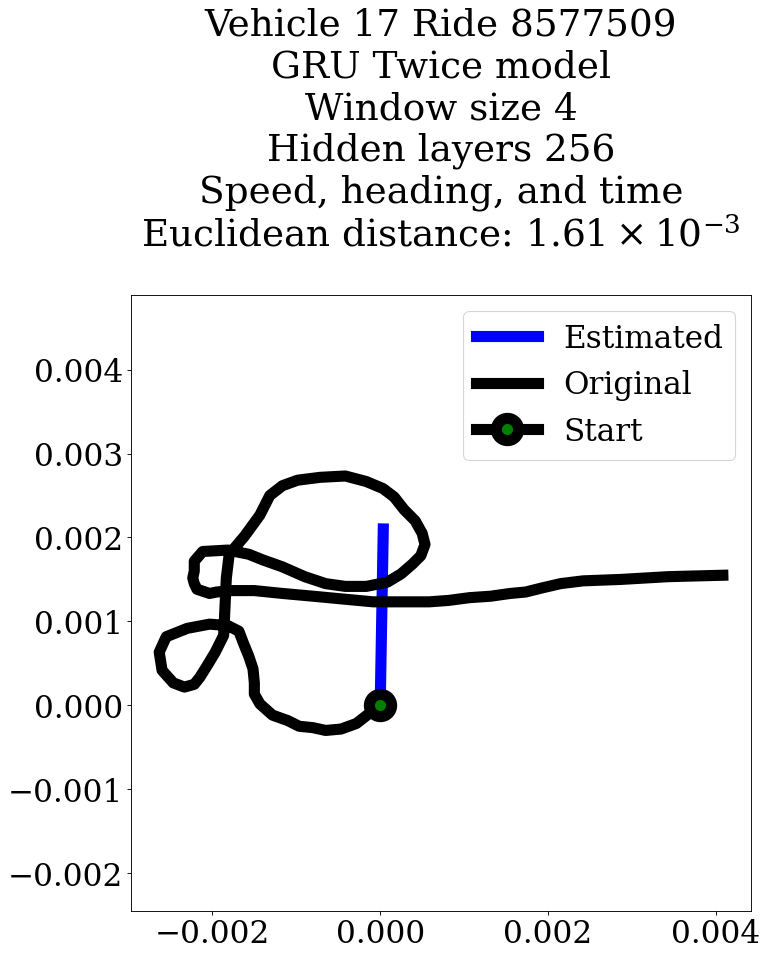 Vehicle 17 Ride 8577509
GRU Twice model
Window size 4
Hidden layers 256
Speed, heading, and time
Euclidean distance: 1.61 × 10⁻³
Estimated
Original
Start
0.004
0.003
0.002
0.001
0.000
−0.001
−0.002
−0.002 0.000 0.002 0.004